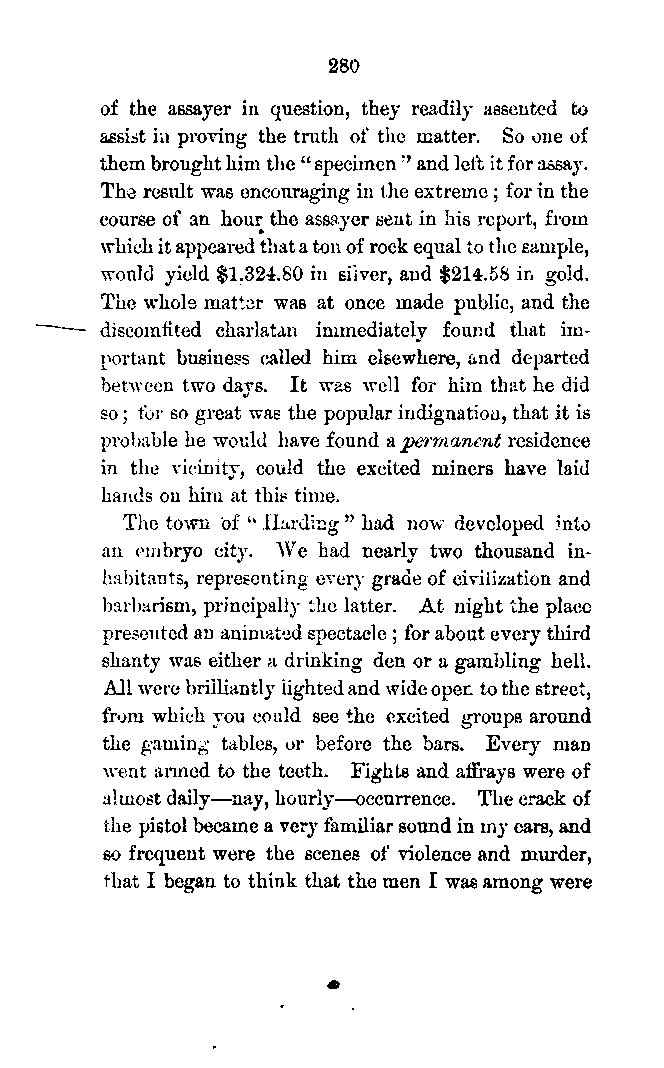 280
of the assayer in question, they readily assented to
assist in proving the truth of the matter. So one of
them brought him the “specimen” and left it for assay.
The result was encouraging in the extreme; for in the
course of an hour the assayer sent in his report, from
which it appeared that a ton of rock equal to the sample,
would yield $1.324.80 in silver, and $214.58 in gold.
The whole matter was at once made public, and the
discomfited charlatan immediately found that im-
portant business called him elsewhere, and departed
between two days. It was well for him that he did
so; for so great was the popular indignation, that it is
probable he would have found a permanent residence
in the vicinity, could the excited miners have laid
hands on him at this time.
The town of “Harding” had now developed into
an embryo city. We had nearly two thousand in-
habitants, representing every grade of civilization and
barbarism, principally the latter. At night the place
presented an animated spectacle; for about every third
shanty was either a drinking den or a gambling hell.
All were brilliantly lighted and wide open to the street,
from which you could see the excited groups around
the gaming tables, or before the bars. Every man
went armed to the teeth. Fights and affrays were of
almost daily—nay, hourly—occurrence. The crack of
the pistol became a very familiar sound in my ears, and
so frequent were the scenes of violence and murder,
that I began to think that the men I was among were